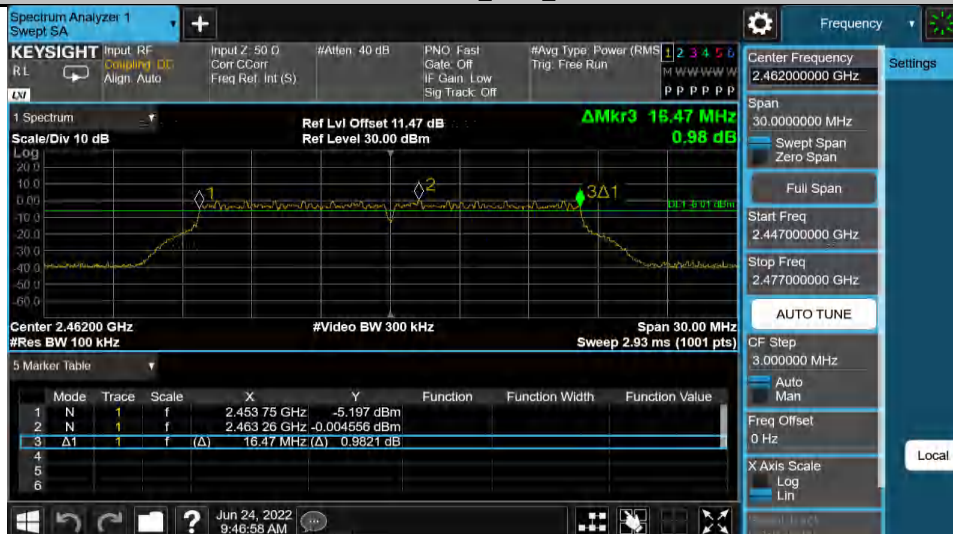 Spectrum Analyzer 1
Swept SA
+
Frequency
KEYSIGHT
RL
LXI
Input: RF
Coupling: DC
Align: Auto
Input Z: 50 Ω
Corr CCorr
Freq Ref: Int (S)
#Atten: 40 dB
PNO: Fast
Gate: Off
IF Gain: Low
Sig Track: Off
#Avg Type: Power (RMS
Trig: Free Run
1 2 3 4 5 6
M W W W W W
P P P P P P
1 Spectrum
Scale/Div 10 dB
Ref Lvl Offset 11.47 dB
Ref Level 30.00 dBm
ΔMkr3 16.47 MHz
0.98 dB
Log
20.0
10.0
0.00
-10.0
-20.0
-30.0
-40.0
-50.0
-60.0
1
2
3Δ1
DL1 -6.01 dBm
Center 2.46200 GHz
#Video BW 300 kHz
Span 30.00 MHz
#Res BW 100 kHz
Sweep 2.93 ms (1001 pts)
5 Marker Table
Mode Trace Scale X Y Function Function Width Function Value
1 N 1 f 2.453 75 GHz -5.197 dBm
2 N 1 f 2.463 26 GHz -0.004556 dBm
3 Δ1 1 f (Δ) 16.47 MHz (Δ) 0.9821 dB
4
5
6
?
Jun 24, 2022
9:46:58 AM
Center Frequency
2.462000000 GHz
Span
30.0000000 MHz
Swept Span
Zero Span
Full Span
Start Freq
2.447000000 GHz
Stop Freq
2.477000000 GHz
AUTO TUNE
CF Step
3.000000 MHz
Auto
Man
Freq Offset
0 Hz
X Axis Scale
Log
Lin
Settings
Local